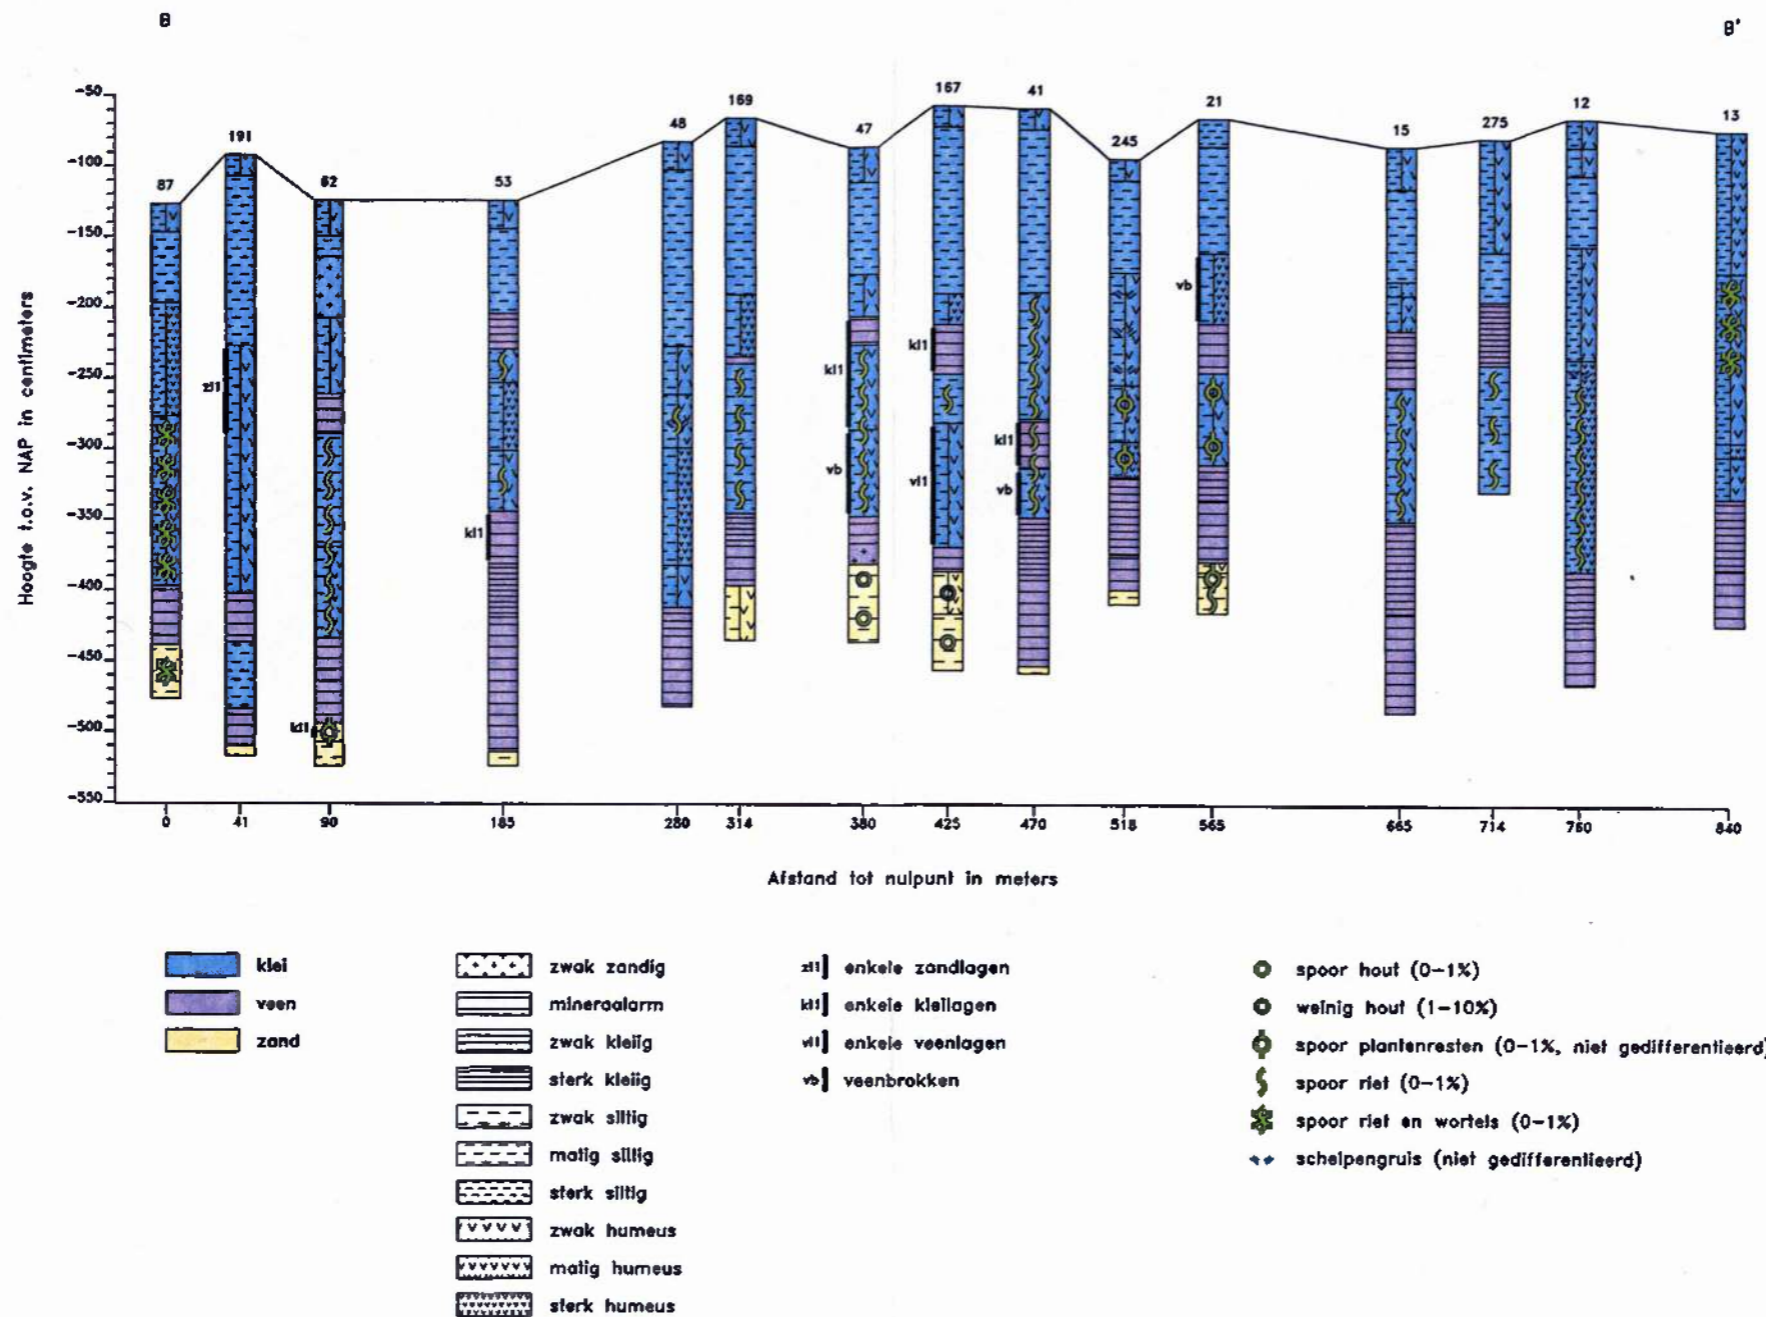 B B'
-50
-100
-150
-200
-250
-300
-350
-400
-450
-500
-550
Hoogte t.o.v. NAP in centimeters
87 191 62 53 48 169 47 167 41 245 21 15 275 12 13
zl1
kl1
kl1
kl1
vb
kl1
vl1
kl1
vb
vb
0 41 90 185 280 314 380 425 470 518 565 665 714 760 840
Afstand tot nulpunt in meters
klei
veen
zand
zwak zandig
mineraalarm
zwak kleiig
sterk kleiig
zwak siltig
matig siltig
sterk siltig
zwak humeus
matig humeus
sterk humeus
zl1 enkele zandlagen
kl1 enkele kleilagen
vl1 enkele veenlagen
vb veenbrokken
spoor hout (0-1%)
weinig hout (1-10%)
spoor plantenresten (0-1%, niet gedifferentieerd)
spoor riet (0-1%)
spoor riet en wortels (0-1%)
schelpengruis (niet gedifferentieerd)